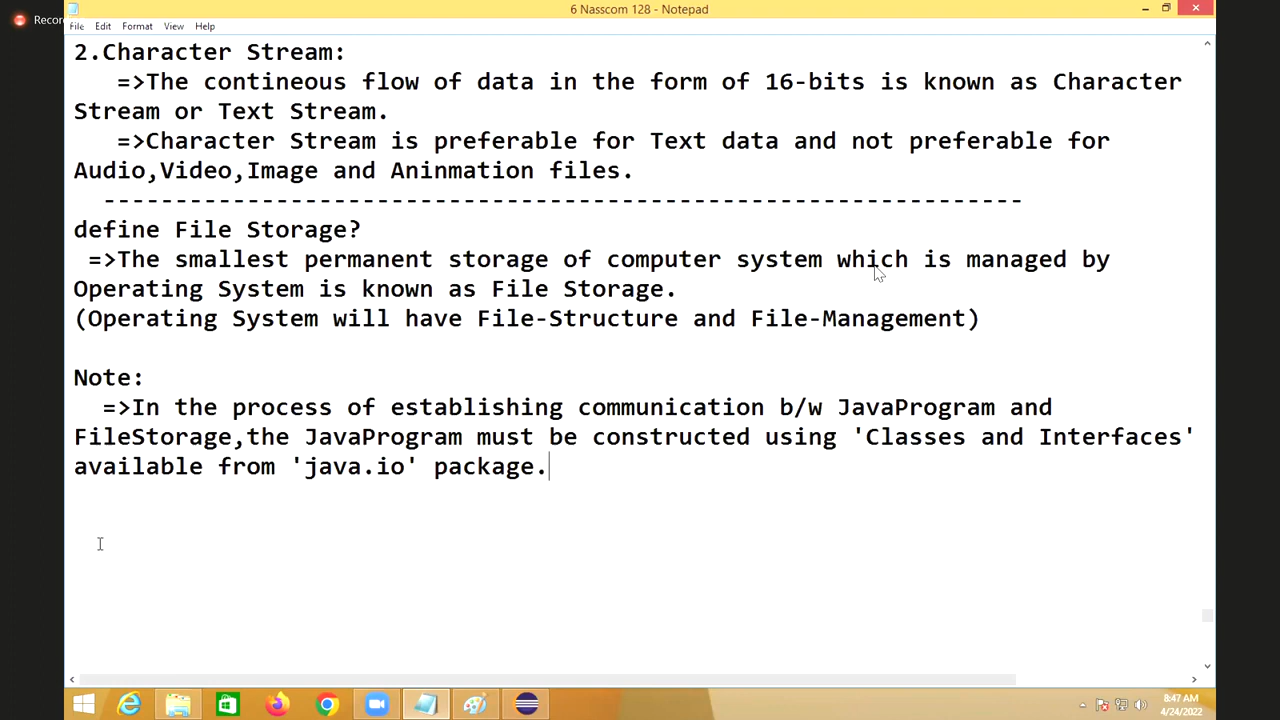 Recor
6 Nasscom 128 - Notepad
File Edit Format View Help
2.Character Stream:
=>The contineous flow of data in the form of 16-bits is known as Character
Stream or Text Stream.
=>Character Stream is preferable for Text data and not preferable for
Audio,Video,Image and Aninmation files.
----------------------------------------------------------------
define File Storage?
=>The smallest permanent storage of computer system which is managed by
Operating System is known as File Storage.
(Operating System will have File-Structure and File-Management)
Note:
=>In the process of establishing communication b/w JavaProgram and
FileStorage,the JavaProgram must be constructed using 'Classes and Interfaces'
available from 'java.io' package.
8:47 AM
4/24/2022